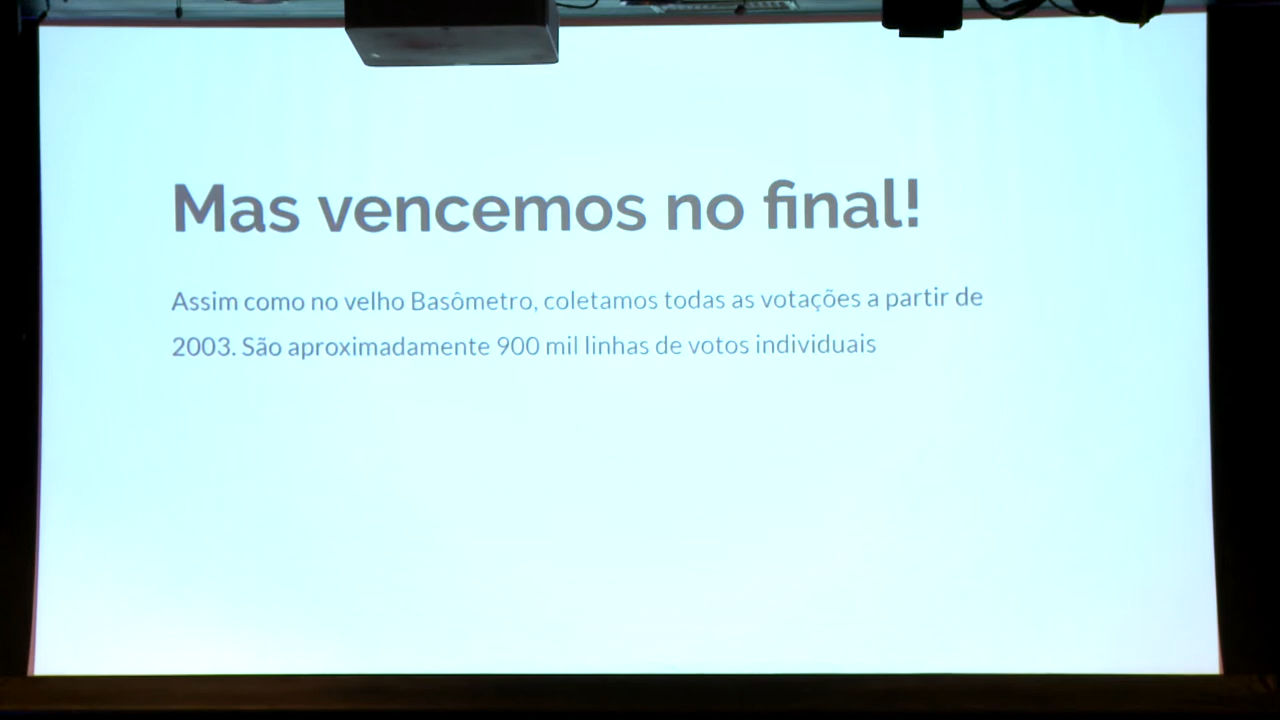 Mas vencemos no final!
Assim como no velho Basômetro, coletamos todas as votações a partir de
2003. São aproximadamente 900 mil linhas de votos individuais